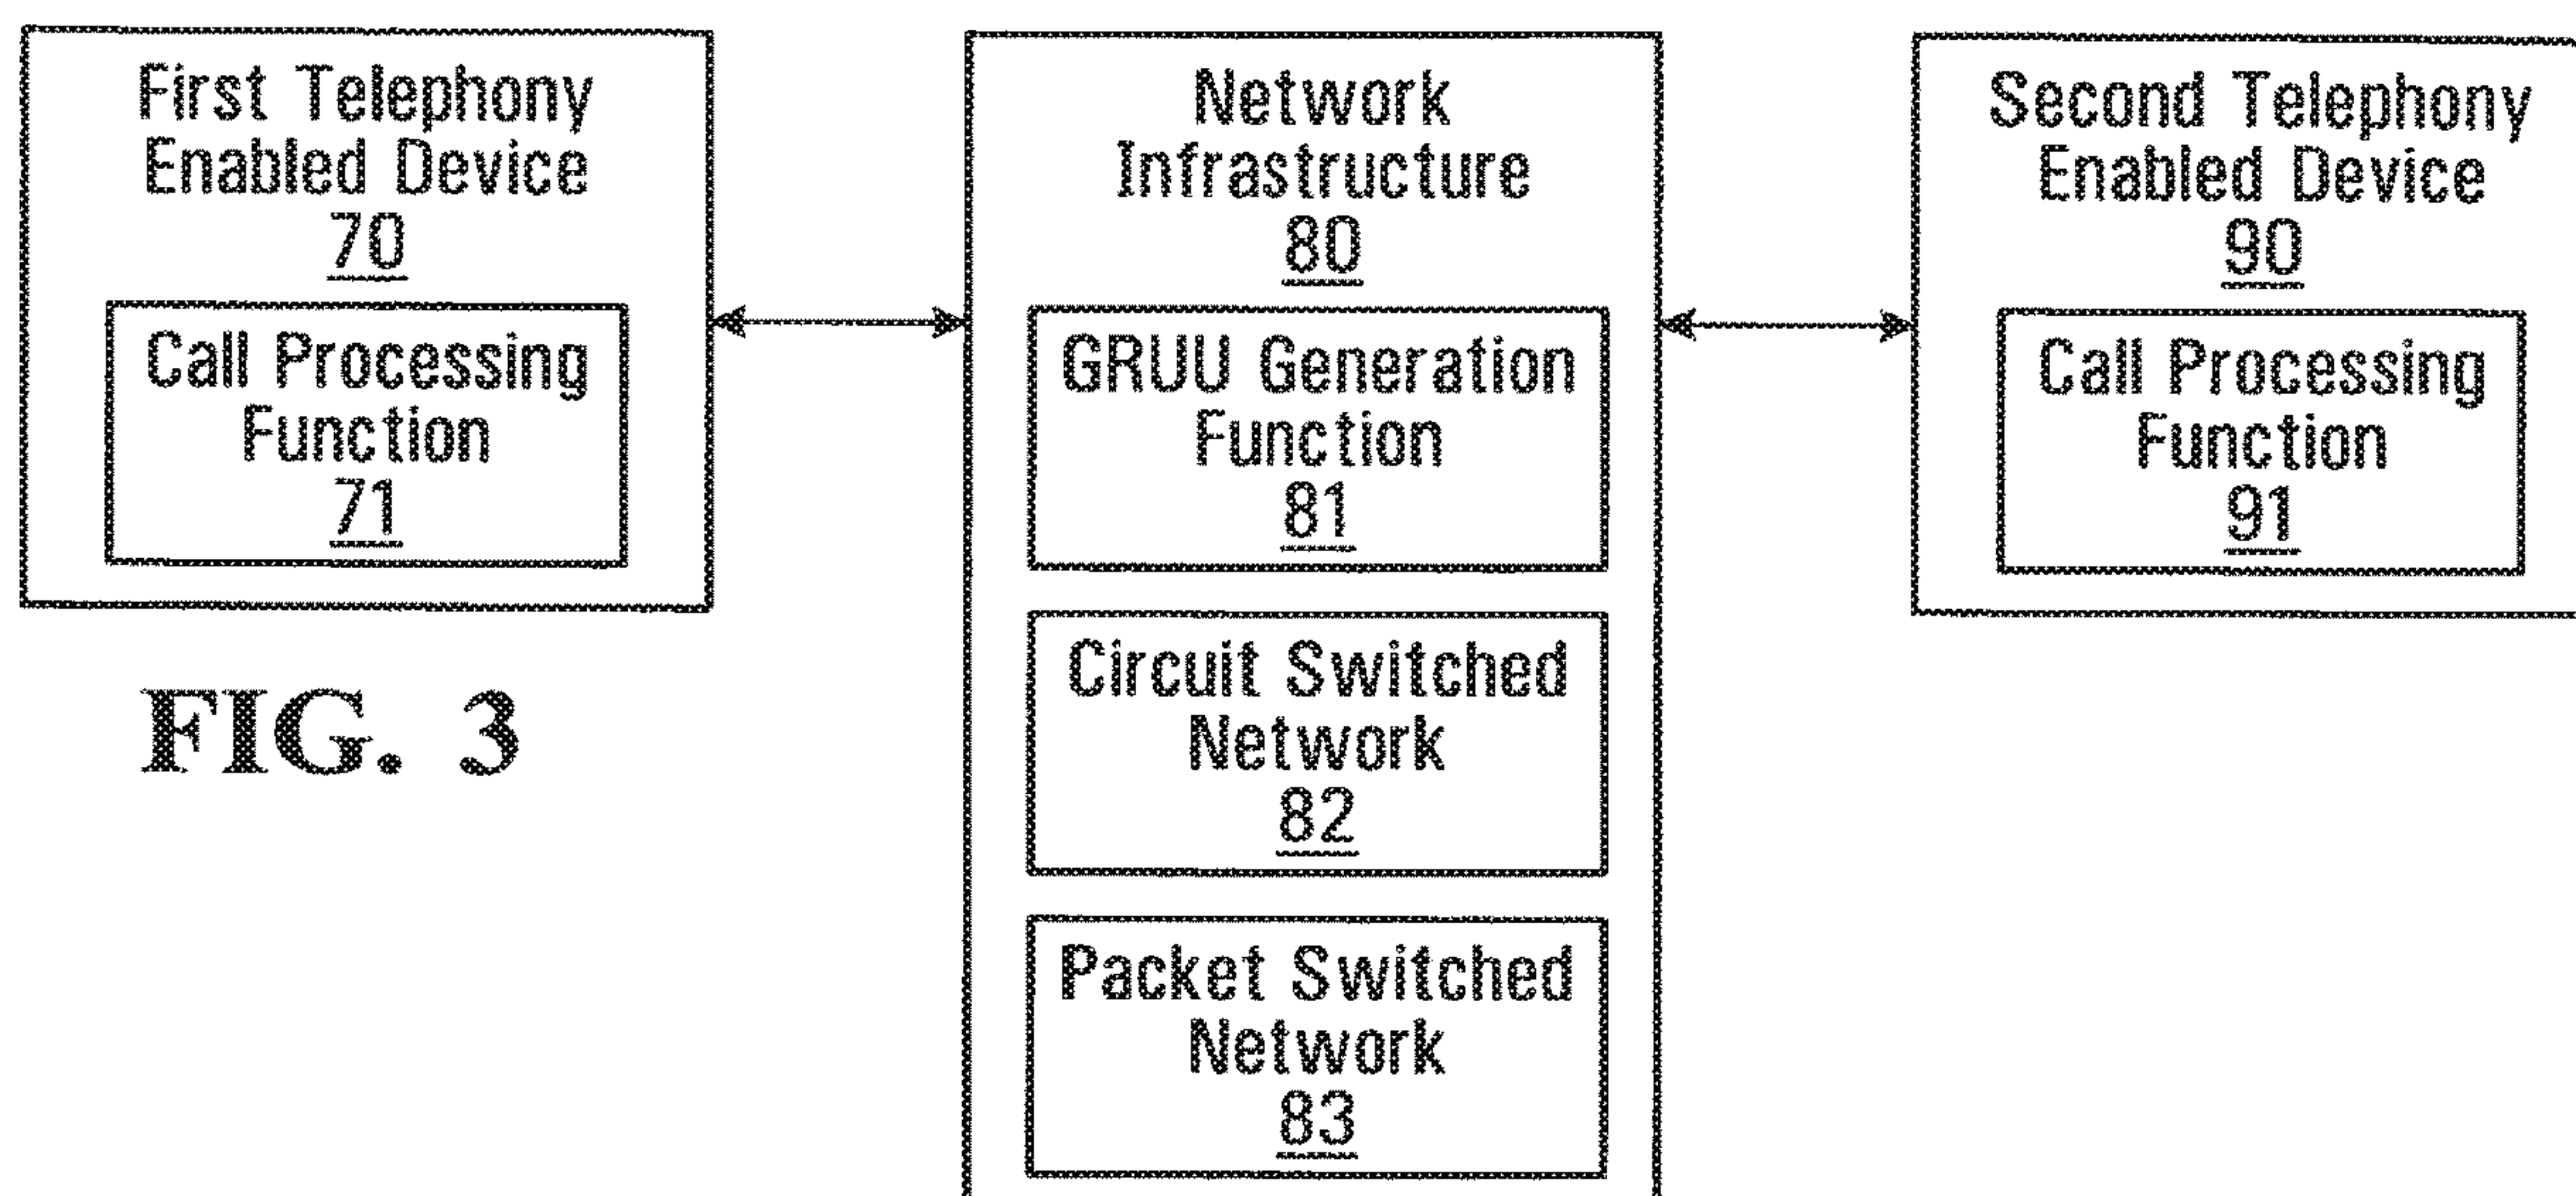 First Telephony
Enabled Device
70
Call Processing
Function
71
FIG. 3
Network
Infrastructure
80
GRUU Generation
Function
81
Circuit Switched
Network
82
Packet Switched
Network
83
Second Telephony
Enabled Device
90
Call Processing
Function
91